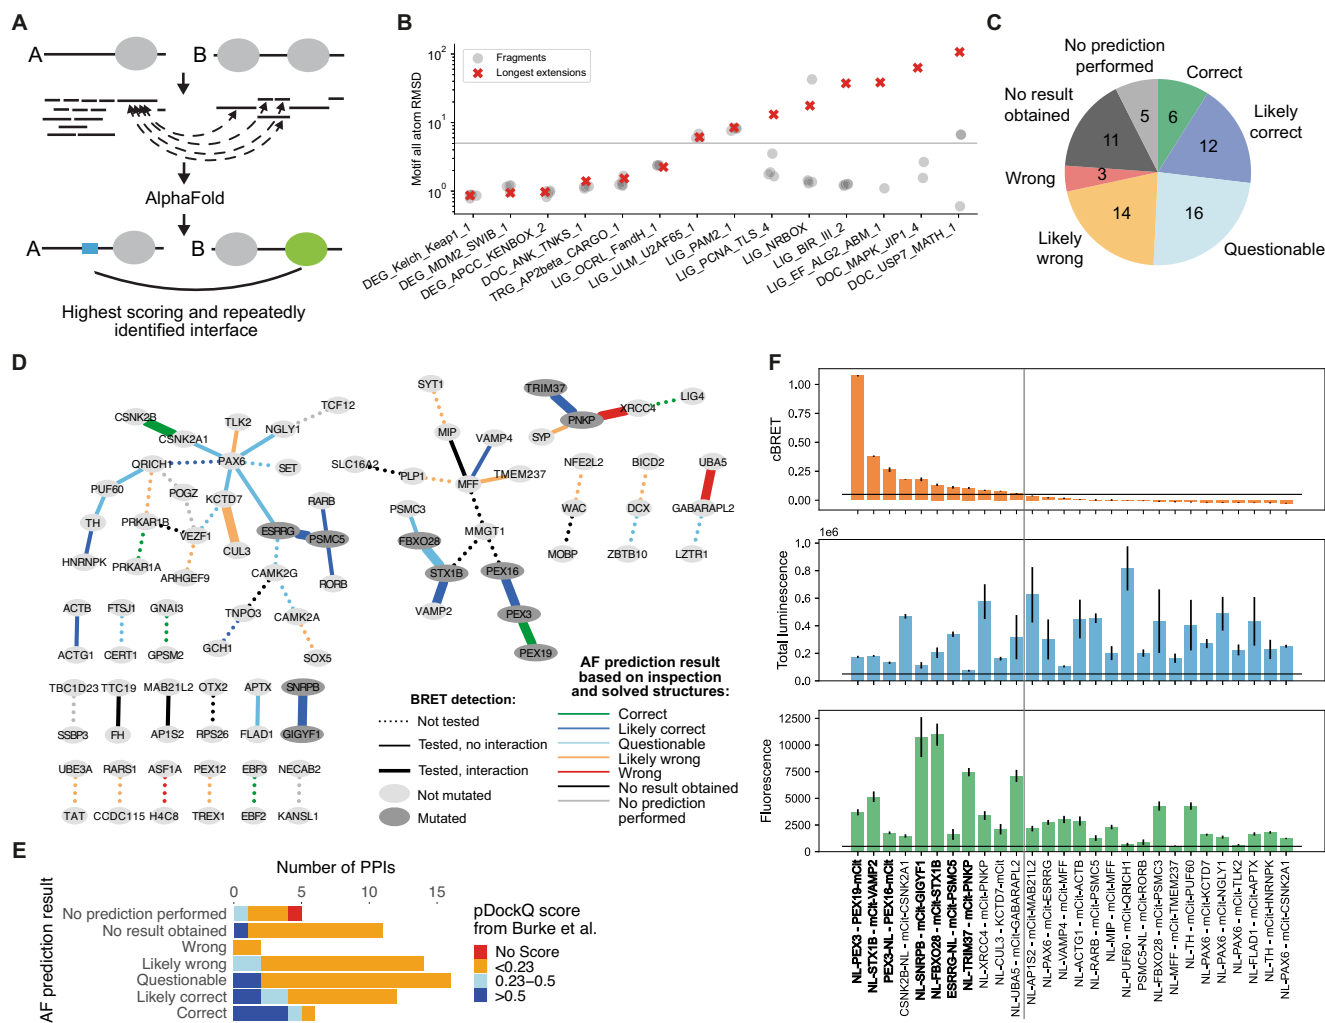 A
A
B
AlphaFold
A
B
Highest scoring and repeatedly
identified interface
B
Motif all atom RMSD
10²
10¹
10⁰
Fragments
Longest extensions
DEG_Kelch_Keap1_1
DEG_MDM2_SWIB_1
DEG_APCC_KENBOX_2
DOC_ANK_TNKS_1
TRG_AP2beta_CARGO_1
LIG_OCRL_FandH_1
LIG_ULM_U2AF65_1
LIG_PAM2_1
LIG_PCNA_TLS_4
LIG_NRBOX
LIG_BIR_III_2
LIG_EF_ALG2_ABM_1
DOC_MAPK_JIP1_4
DOC_USP7_MATH_1
C
No prediction
performed
Correct
No result
obtained
Likely
correct
Wrong
Likely
wrong
Questionable
5
6
11
12
3
14
16
D
CSNK2B
CSNK2A1
TLK2
NGLY1
TCF12
QRICH1
PAX6
SET
PUF60
POGZ
KCTD7
RARB
TH
PRKAR1B
VEZF1
ESRRG
PSMC5
HNRNPK
PRKAR1A
CUL3
ARHGEF9
CAMK2G
RORB
ACTB
FTSJ1
GNAI3
TNPO3
CAMK2A
ACTG1
CERT1
GPSM2
GCH1
SOX5
TBC1D23
TTC19
MAB21L2
OTX2
APTX
SNRPB
SSBP3
FH
AP1S2
RPS26
FLAD1
GIGYF1
UBE3A
RARS1
ASF1A
PEX12
EBF3
NECAB2
TAT
CCDC115
H4C8
TREX1
EBF2
KANSL1
SYT1
TRIM37
PNKP
XRCC4
LIG4
MIP
VAMP4
SYP
SLC16A2
PLP1
MFF
TMEM237
NFE2L2
BICD2
UBA5
PSMC3
MMGT1
WAC
DCX
GABARAPL2
FBXO28
MOBP
ZBTB10
LZTR1
STX1B
PEX16
VAMP2
PEX3
PEX19
BRET detection:
Not tested
Tested, no interaction
Tested, interaction
Not mutated
Mutated
AF prediction result
based on inspection
and solved structures:
Correct
Likely correct
Questionable
Likely wrong
Wrong
No result obtained
No prediction
performed
E
Number of PPIs
0
5
10
15
AF prediction result
No prediction performed
No result obtained
Wrong
Likely wrong
Questionable
Likely correct
Correct
pDockQ score
from Burke et al.
No Score
<0.23
0.23–0.5
>0.5
F
cBRET
1.00
0.75
0.50
0.25
0.00
1e6
Total luminescence
1.0
0.8
0.6
0.4
0.2
0.0
Fluorescence
12500
10000
7500
5000
2500
0
NL-PEX3 - PEX19-mCit
NL-STX1B - mCit-VAMP2
PEX3-NL - PEX16-mCit
CSNK2B-NL - mCit-CSNK2A1
NL-SNRPB - mCit-GIGYF1
NL-FBXO28 - mCit-STX1B
ESRRG-NL - mCit-PSMC5
NL-TRIM37 - mCit-PNKP
NL-XRCC4 - mCit-PNKP
NL-CUL3 - KCTD7-mCit
NL-UBA5 - mCit-GABARAPL2
NL-AP1S2 - mCit-MAB21L2
NL-PAX6 - mCit-ESRRG
NL-VAMP4 - mCit-MFF
NL-ACTG1 - mCit-ACTB
NL-RARB - mCit-PSMC5
NL-MIP - mCit-MFF
NL-PUF60 - mCit-QRICH1
PSMC5-NL - mCit-RORB
NL-FBXO28 - mCit-PSMC3
NL-MFF - mCit-TMEM237
NL-TH - mCit-PUF60
NL-PAX6 - mCit-KCTD7
NL-PAX6 - mCit-NGLY1
NL-PAX6 - mCit-TLK2
NL-FLAD1 - mCit-APTX
NL-TH - mCit-HNRNPK
NL-PAX6 - mCit-CSNK2A1